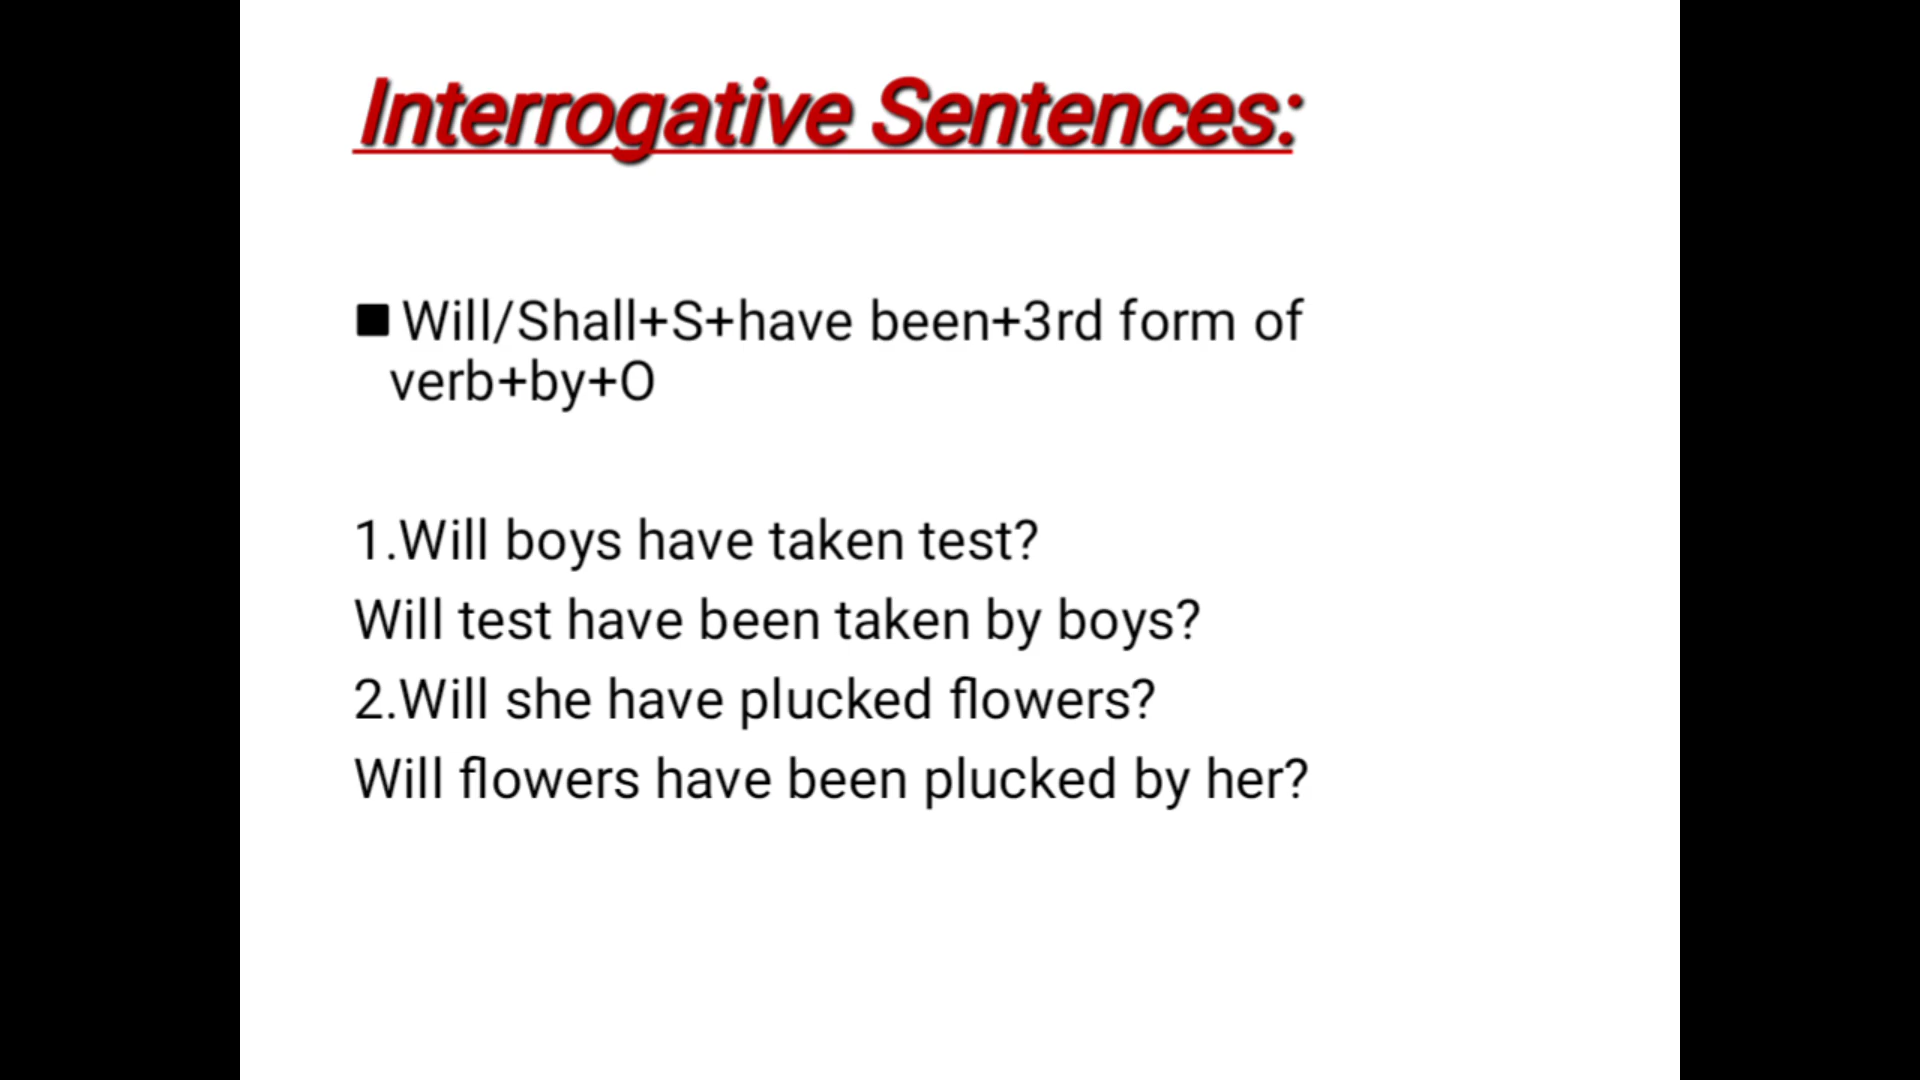 Interrogative Sentences:
■ Will/Shall+S+have been+3rd form of
verb+by+O
1.Will boys have taken test?
Will test have been taken by boys?
2.Will she have plucked flowers?
Will flowers have been plucked by her?